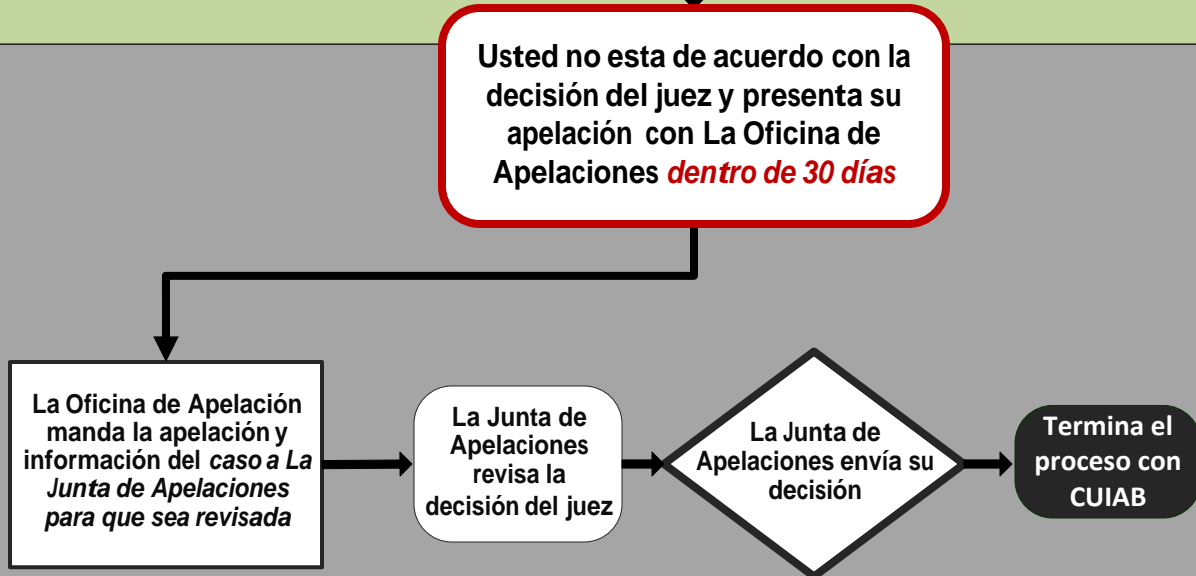 Usted no esta de acuerdo con la
decisión del juez y presenta su
apelación con La Oficina de
Apelaciones dentro de 30 días
La Oficina de Apelación
manda la apelación y
información del caso a La
Junta de Apelaciones
para que sea revisada
La Junta de
Apelaciones
revisa la
decisión del juez
La Junta de
Apelaciones envía su
decisión
Termina el
proceso con
CUIAB